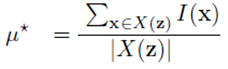 μ* = ∑x∈X(z) I(x) / |X(z)|